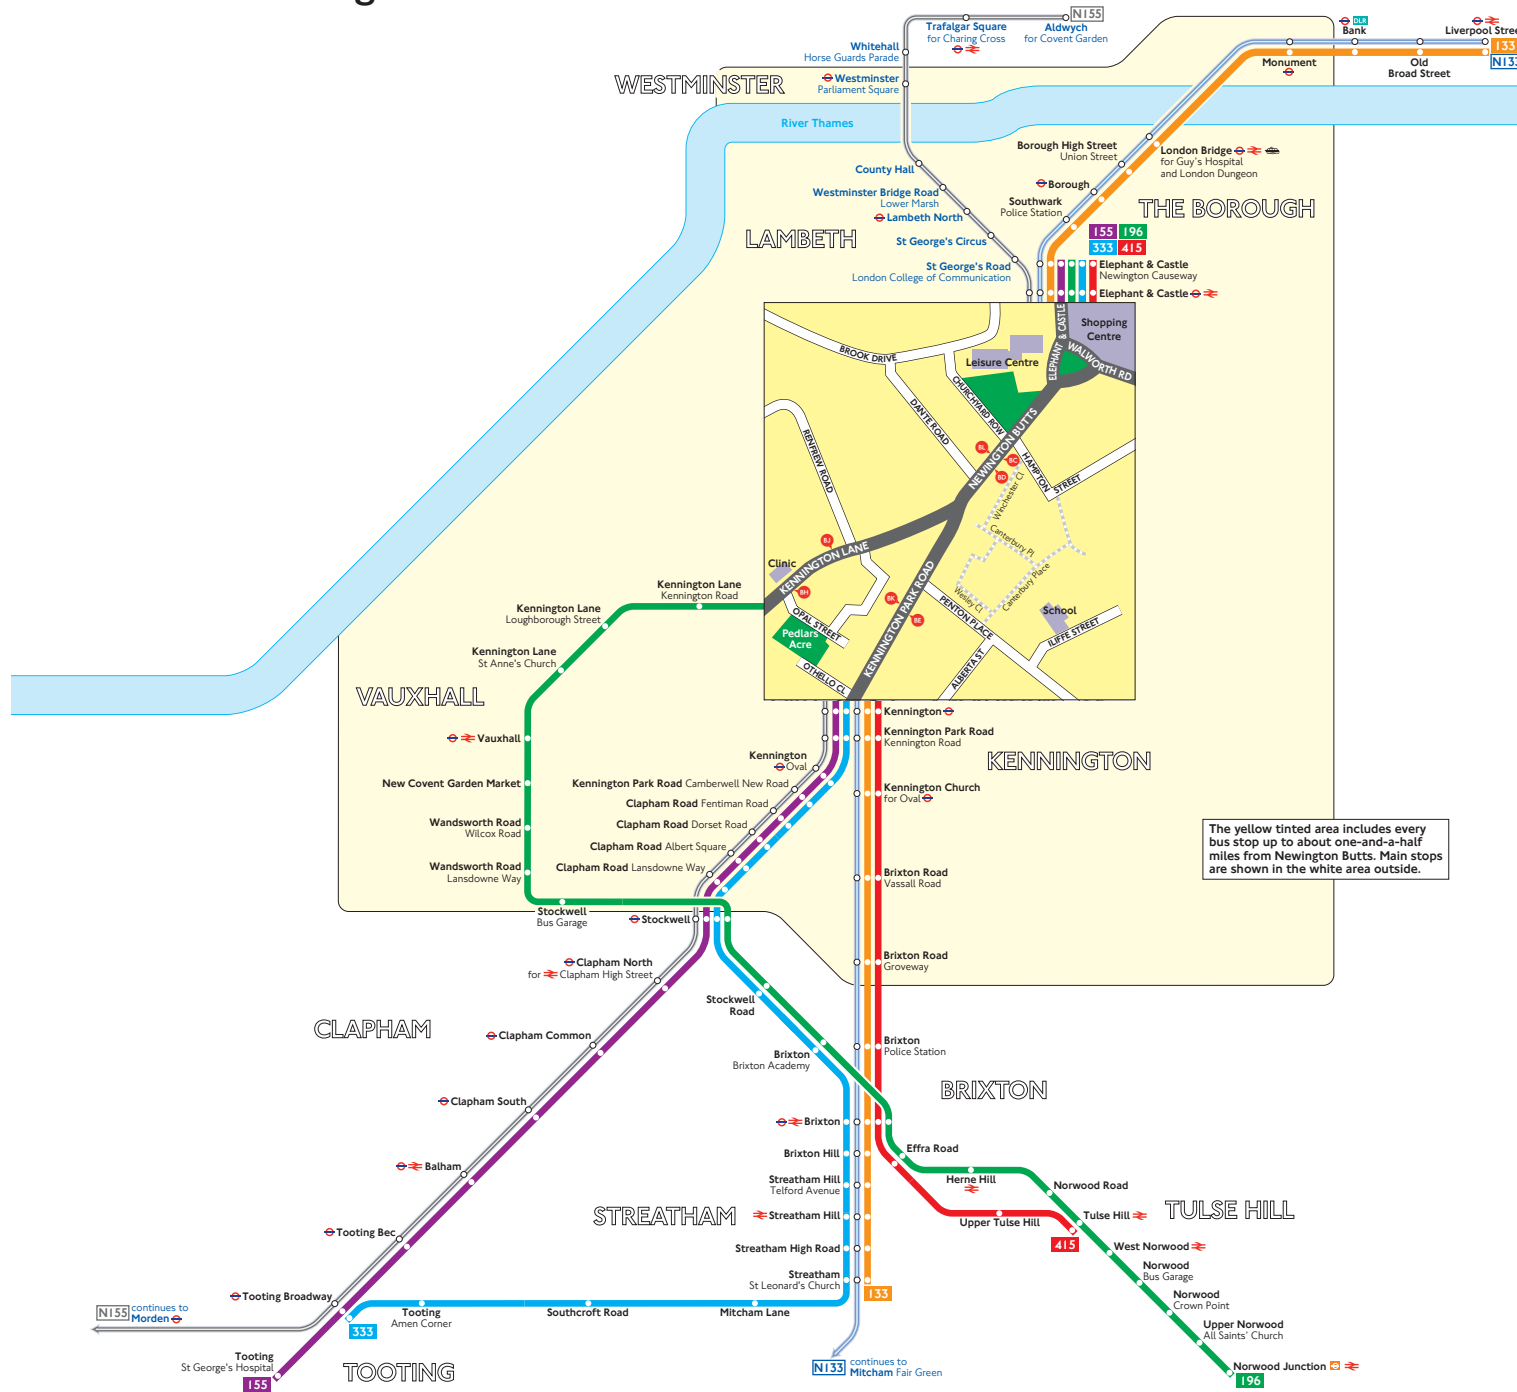 g
N155
Trafalgar Square
for Charing Cross
Aldwych
for Covent Garden
DLR
Bank
Liverpool Stree
133
N133
Whitehall
Horse Guards Parade
Monument
Old
Broad Street
WESTMINSTER
Westminster
Parliament Square
River Thames
Borough High Street
Union Street
London Bridge
for Guy's Hospital
and London Dungeon
County Hall
Borough
Westminster Bridge Road
Lower Marsh
Southwark
Police Station
THE BOROUGH
Lambeth North
LAMBETH
St George's Circus
155 196
333 415
St George's Road
London College of Communication
Elephant & Castle
Newington Causeway
Elephant & Castle
ELEPHANT & CASTLE
Shopping
Centre
WALWORTH RD
BROOK DRIVE
Leisure Centre
CHURCHYARD ROW
DANTE ROAD
NEWINGTON BUTTS
RENFREW ROAD
BL
BC
BD
HAMPTON STREET
Winchester Cl
Canterbury Pl
Canterbury Place
Wesley Cl
BJ
Clinic
KENNINGTON LANE
BH
BK
BE
KENNINGTON PARK ROAD
OPAL STREET
Pedlars
Acre
OTHELLO CL
PENTON PLACE
School
ILIFFE STREET
ALBERTA ST
Kennington Lane
Kennington Road
Kennington Lane
Loughborough Street
Kennington Lane
St Anne's Church
VAUXHALL
Vauxhall
New Covent Garden Market
Wandsworth Road
Wilcox Road
Wandsworth Road
Lansdowne Way
Stockwell
Bus Garage
Kennington
Kennington Park Road
Kennington Road
KENNINGTON
Kennington
Oval
Kennington Park Road Camberwell New Road
Kennington Church
for Oval
Clapham Road Fentiman Road
Clapham Road Dorset Road
Clapham Road Albert Square
Clapham Road Lansdowne Way
The yellow tinted area includes every
bus stop up to about one-and-a-half
miles from Newington Butts. Main stops
are shown in the white area outside.
Brixton Road
Vassall Road
Stockwell
Brixton Road
Groveway
Clapham North
for Clapham High Street
Stockwell
Road
CLAPHAM
Clapham Common
Brixton
Brixton Academy
Brixton
Police Station
BRIXTON
Clapham South
Brixton
Effra Road
Brixton Hill
Herne Hill
Balham
Streatham Hill
Telford Avenue
Norwood Road
STREATHAM
Streatham Hill
Upper Tulse Hill
Tulse Hill
TULSE HILL
415
Tooting Bec
Streatham High Road
West Norwood
Streatham
St Leonard's Church
Norwood
Bus Garage
133
Tooting Broadway
Norwood
Crown Point
N155
continues to
Morden
Tooting
Amen Corner
Southcroft Road
Mitcham Lane
333
Upper Norwood
All Saints' Church
Tooting
St George's Hospital
155
TOOTING
N133
continues to
Mitcham Fair Green
Norwood Junction
196